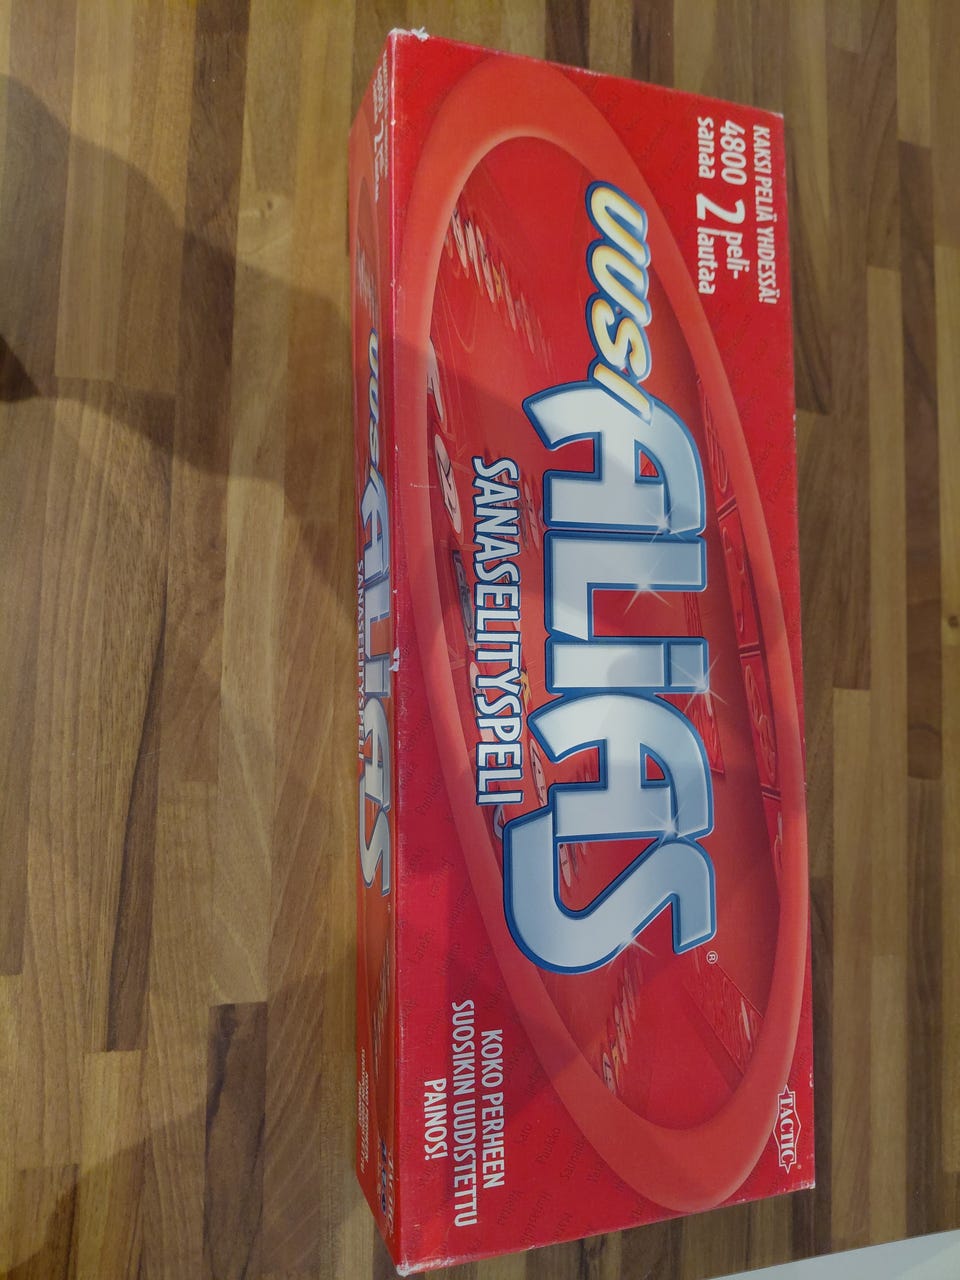 KAKSI PELIÄ YHDESSÄ!
4800 sanaa
2 peli-
lautaa
UUSI
ALIAS®
SANASELITYSPELI
KOKO PERHEEN
SUOSIKIN UUDISTETTU
PAINOS!
TACTIC®
UUSI
ALIAS
SANASELITYSPELI